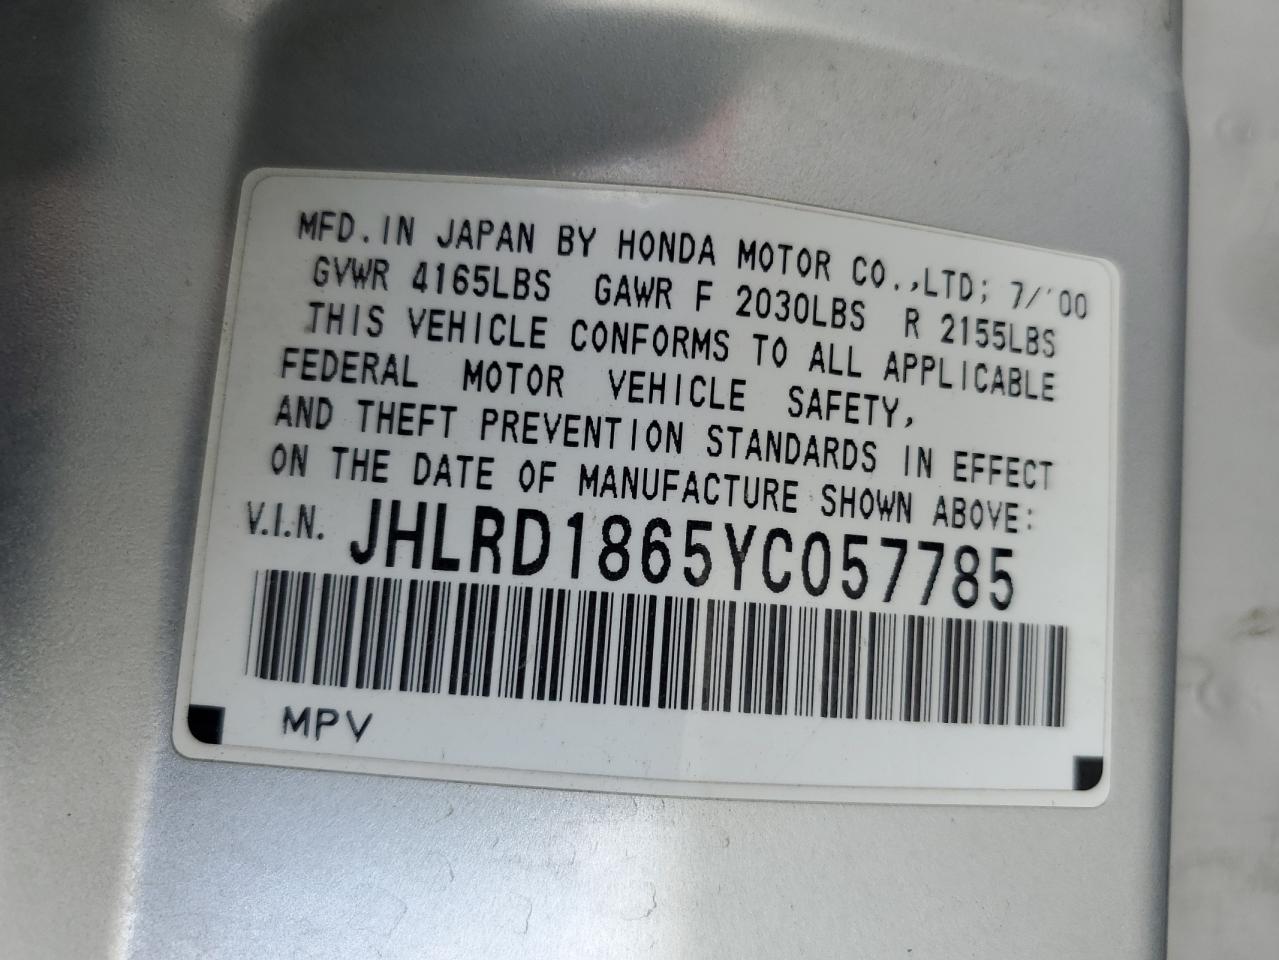 MFD. IN JAPAN BY HONDA MOTOR CO.,LTD; 7/'00
GVWR 4165LBS GAWR F 2030LBS R 2155LBS
THIS VEHICLE CONFORMS TO ALL APPLICABLE
FEDERAL MOTOR VEHICLE SAFETY,
AND THEFT PREVENTION STANDARDS IN EFFECT
ON THE DATE OF MANUFACTURE SHOWN ABOVE:
V.I.N. JHLRD1865YC057785
MPV